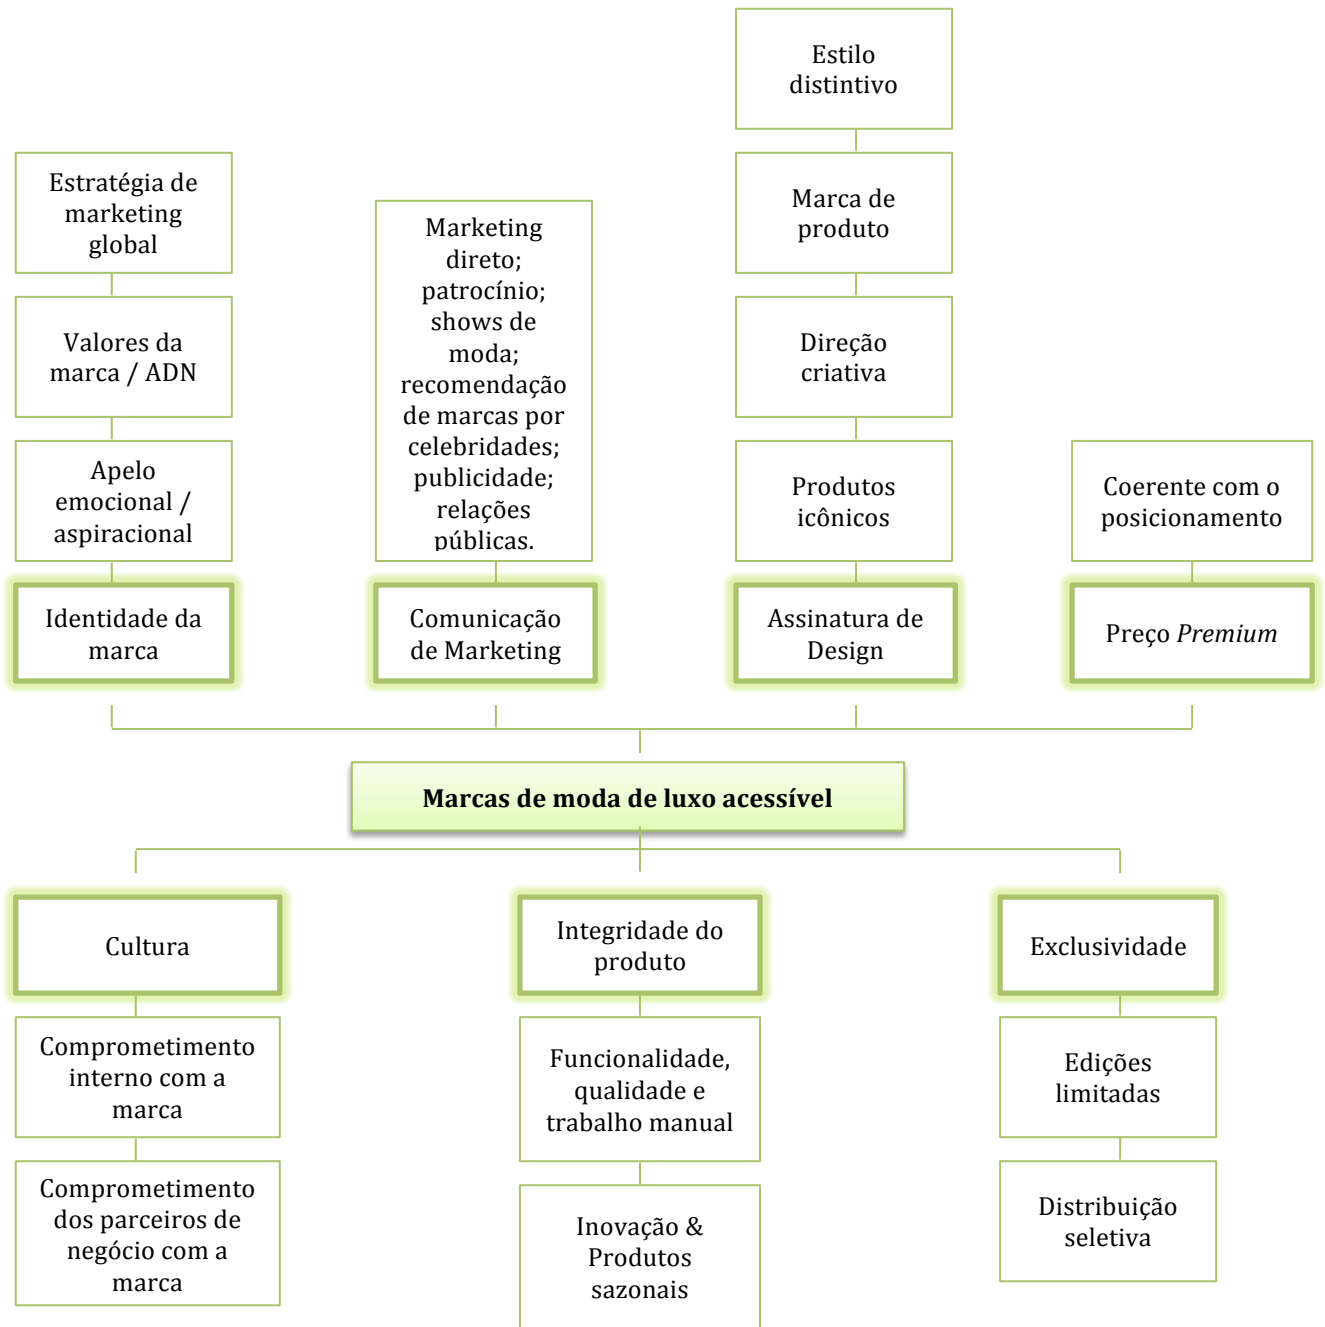 Estilo
distintivo
Estratégia de
marketing
global
Marketing
direto;
patrocínio;
shows de
moda;
recomendação
de marcas por
celebridades;
publicidade;
relações
públicas.
Marca de
produto
Valores da
marca / ADN
Direção
criativa
Apelo
emocional /
aspiracional
Produtos
icônicos
Coerente com o
posicionamento
Identidade da
marca
Comunicação
de Marketing
Assinatura de
Design
Preço Premium
Marcas de moda de luxo acessível
Cultura
Integridade do
produto
Exclusividade
Comprometimento
interno com a
marca
Funcionalidade,
qualidade e
trabalho manual
Edições
limitadas
Comprometimento
dos parceiros de
negócio com a
marca
Inovação &
Produtos
sazonais
Distribuição
seletiva